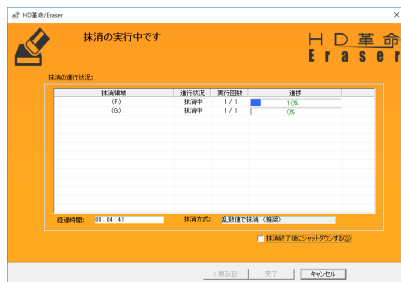 HD革命/Eraser
抹消の実行中です
HD革命
Eraser
抹消の進行状況:
抹消領域 進行状況 実行回数 進捗
(F:) 抹消中 1 / 1 10%
(G:) 抹消中 1 / 1 0%
経過時間: 00:04:41 抹消方式: 乱数値で抹消 (推奨)
抹消終了後にシャットダウンする(S)
< 戻る(B) 完了 キャンセル